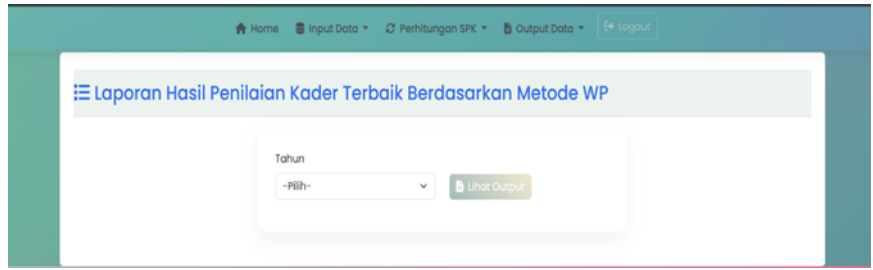 Home Input Data Perhitungan SPK Output Data Logout
Laporan Hasil Penilaian Kader Terbaik Berdasarkan Metode WP
Tahun
-Pilih- Lihat Output